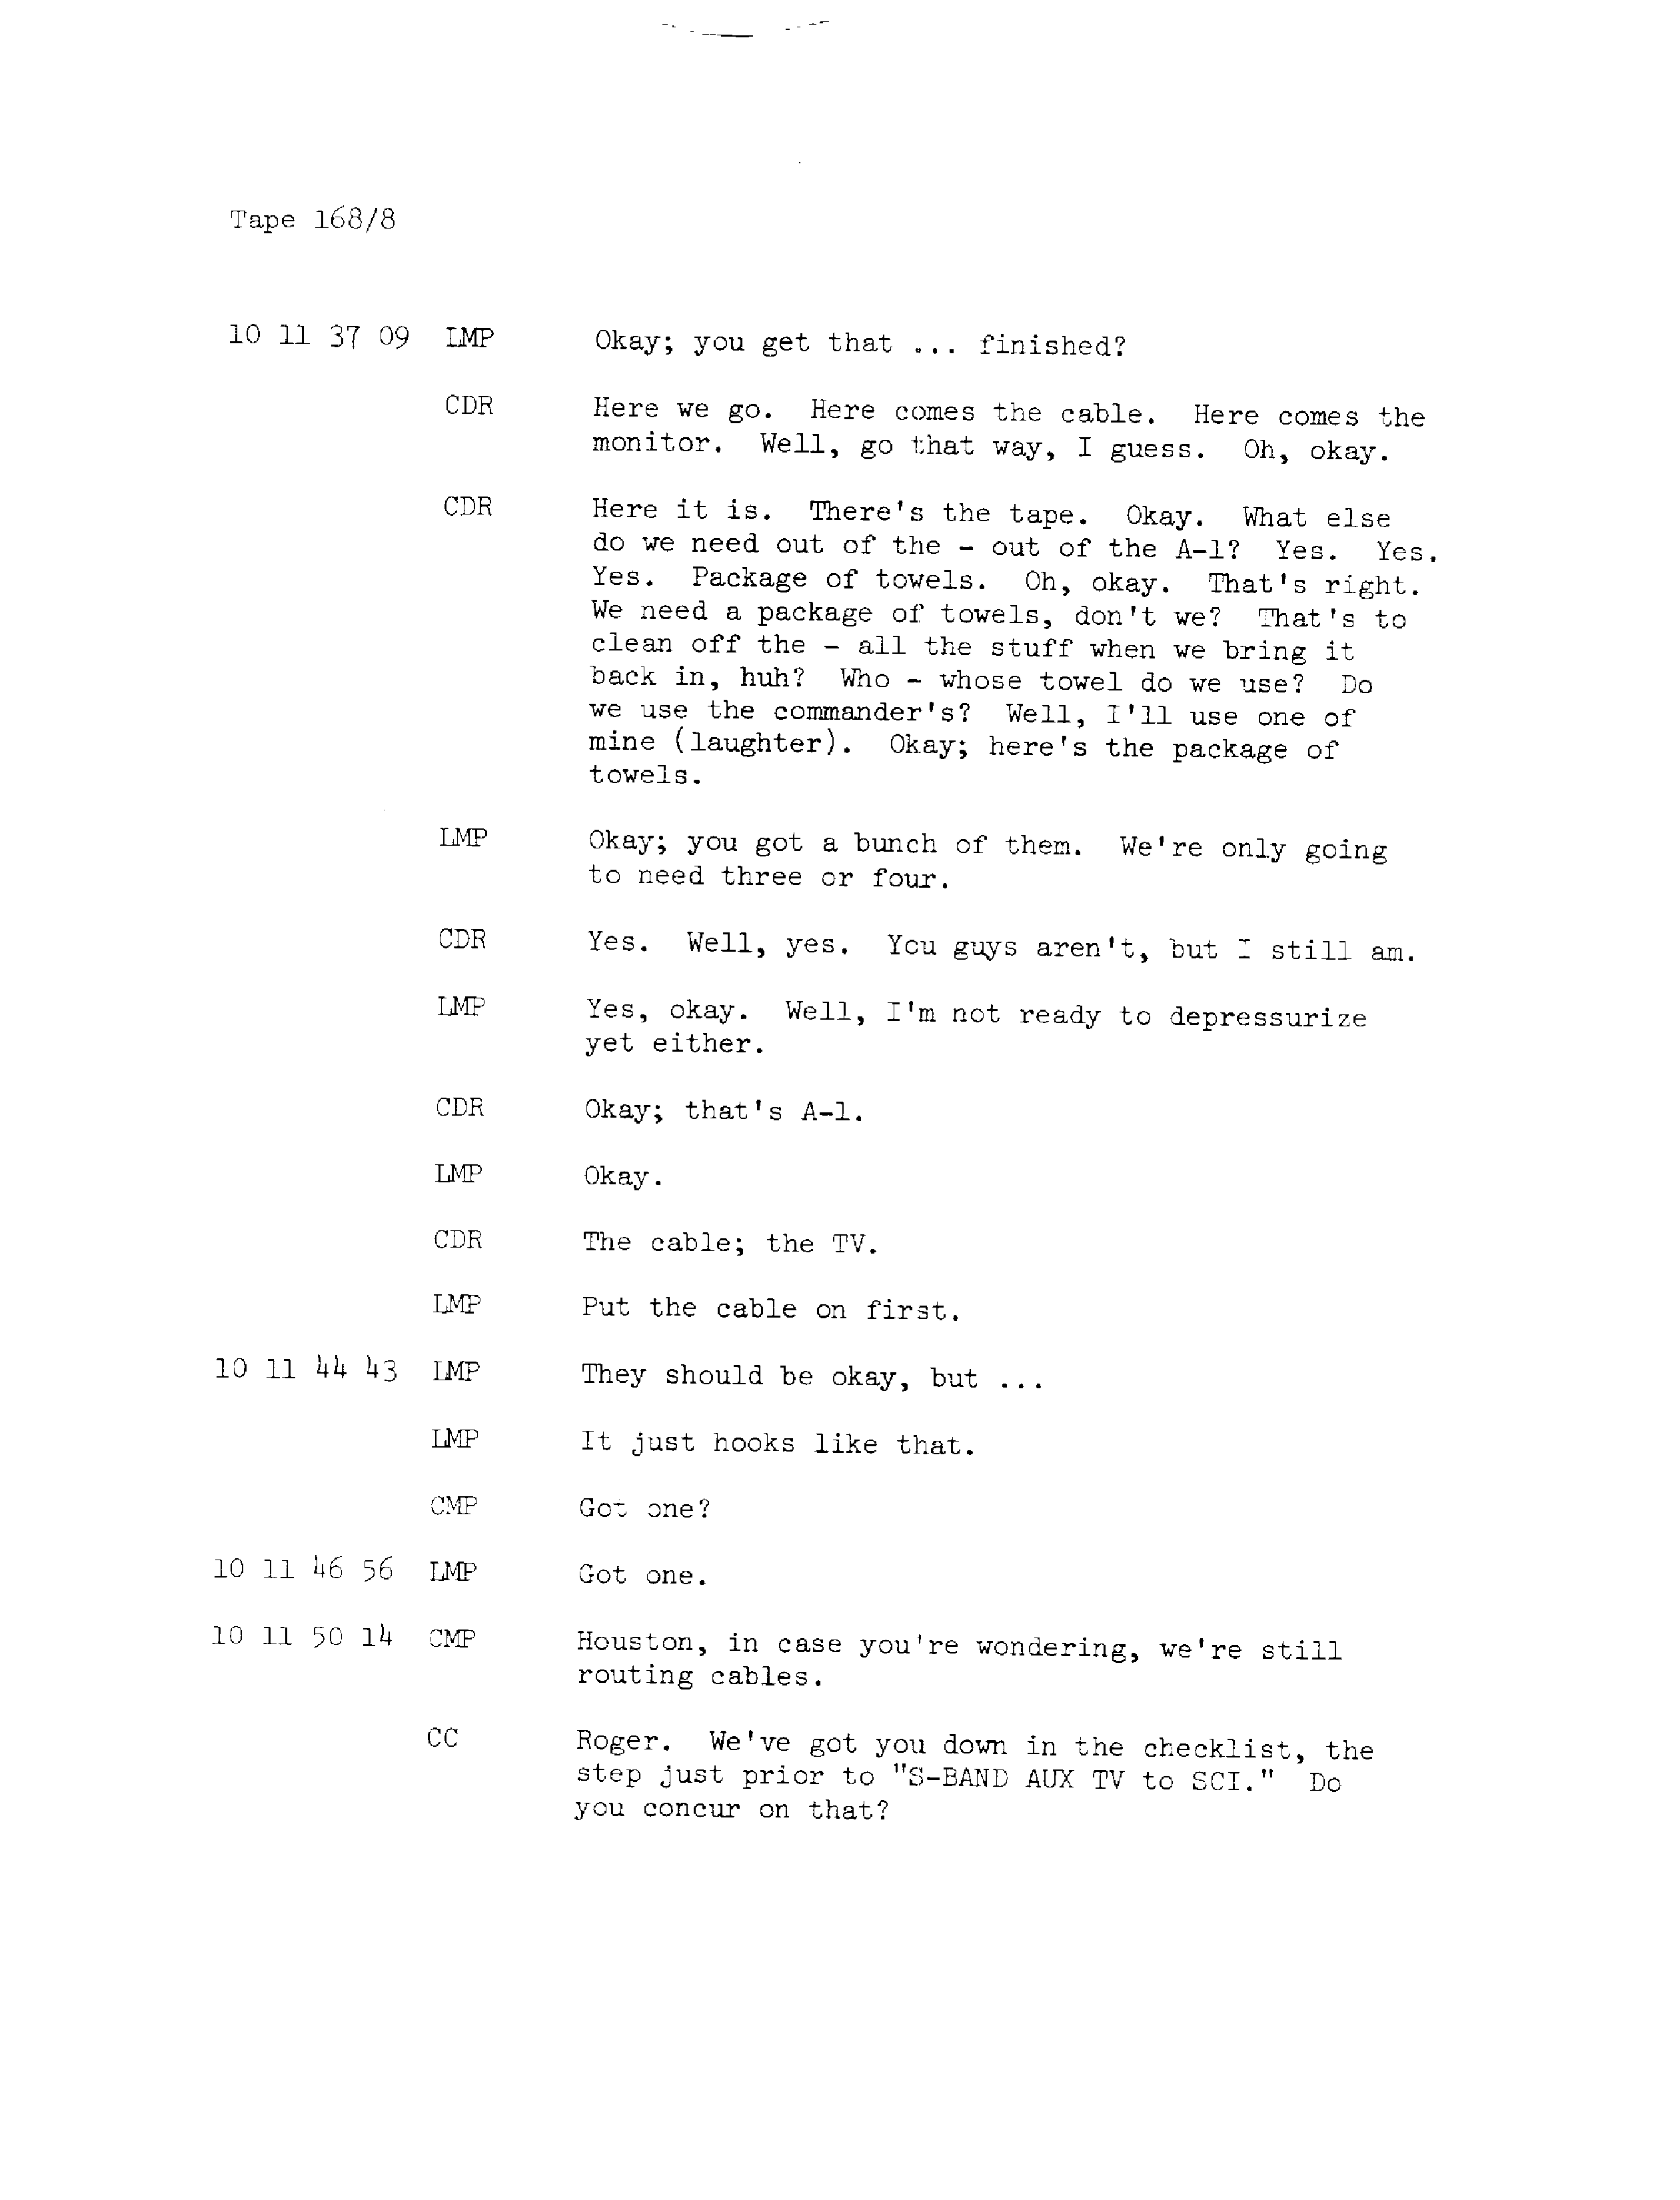 Tape 168/8
10 11 37 09 LMP Okay; you get that ... finished?
CDR Here we go. Here comes the cable. Here comes the
monitor. Well, go that way, I guess. Oh, okay.
CDR Here it is. There's the tape. Okay. What else
do we need out of the - out of the A-1? Yes. Yes.
Yes. Package of towels. Oh, okay. That's right.
We need a package of towels, don't we? That's to
clean off the - all the stuff when we bring it
back in, huh? Who - whose towel do we use? Do
we use the commander's? Well, I'll use one of
mine (laughter). Okay; here's the package of
towels.
LMP Okay; you got a bunch of them. We're only going
to need three or four.
CDR Yes. Well, yes. You guys aren't, but I still am.
LMP Yes, okay. Well, I'm not ready to depressurize
yet either.
CDR Okay; that's A-1.
LMP Okay.
CDR The cable; the TV.
LMP Put the cable on first.
10 11 44 43 LMP They should be okay, but ...
LMP It just hooks like that.
CMP Got one?
10 11 46 56 LMP Got one.
10 11 50 14 CMP Houston, in case you're wondering, we're still
routing cables.
CC Roger. We've got you down in the checklist, the
step just prior to "S-BAND AUX TV to SCI." Do
you concur on that?